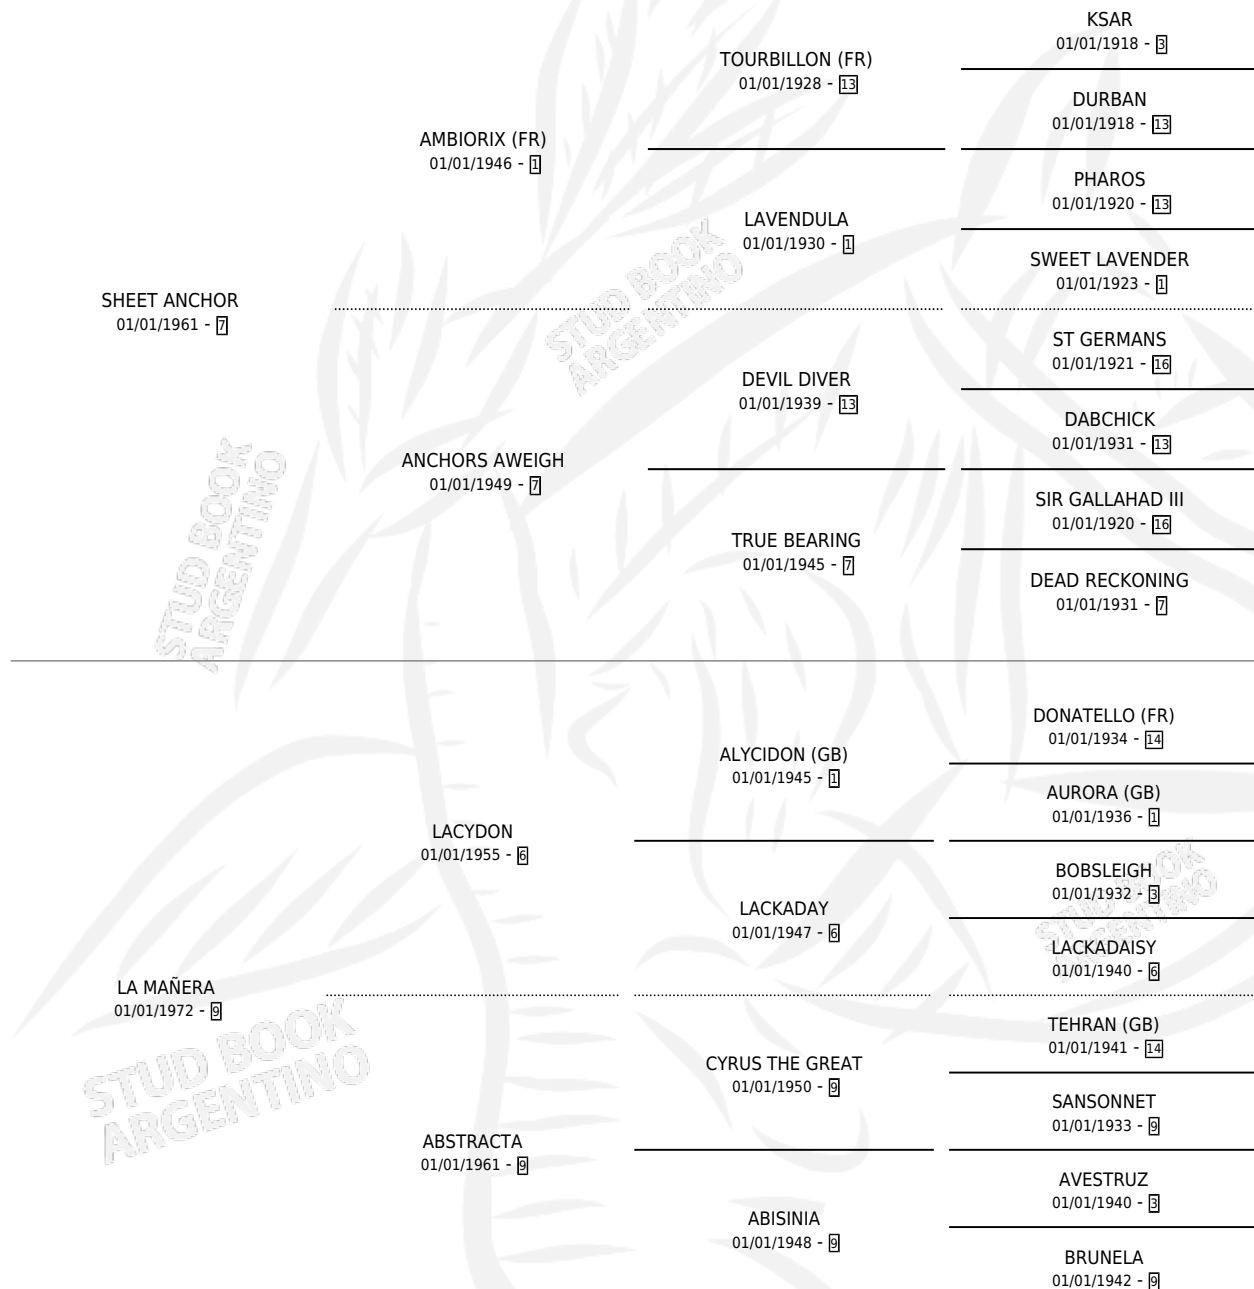 KSAR
01/01/1918 - 3
TOURBILLON (FR)
01/01/1928 - 13
DURBAN
01/01/1918 - 13
AMBIORIX (FR)
01/01/1946 - 1
PHAROS
01/01/1920 - 13
LAVENDULA
01/01/1930 - 1
SWEET LAVENDER
01/01/1923 - 1
SHEET ANCHOR
01/01/1961 - 7
STUD BOOK
ARGENTINO
ST GERMANS
01/01/1921 - 16
DEVIL DIVER
01/01/1939 - 13
DABCHICK
01/01/1931 - 13
ANCHORS AWEIGH
01/01/1949 - 7
SIR GALLAHAD III
01/01/1920 - 16
TRUE BEARING
01/01/1945 - 7
DEAD RECKONING
01/01/1931 - 7
STUD BOOK
ARGENTINO
DONATELLO (FR)
01/01/1934 - 14
ALYCIDON (GB)
01/01/1945 - 1
AURORA (GB)
01/01/1936 - 1
LACYDON
01/01/1955 - 6
BOBSLEIGH
01/01/1932 - 3
LACKADAY
01/01/1947 - 6
LACKADAISY
01/01/1940 - 6
STUD BOOK
ARGENTINO
LA MAÑERA
01/01/1972 - 9
TEHRAN (GB)
01/01/1941 - 14
CYRUS THE GREAT
01/01/1950 - 9
SANSONNET
01/01/1933 - 9
STUD BOOK
ARGENTINO
ABSTRACTA
01/01/1961 - 9
AVESTRUZ
01/01/1940 - 3
ABISINIA
01/01/1948 - 9
BRUNELA
01/01/1942 - 9